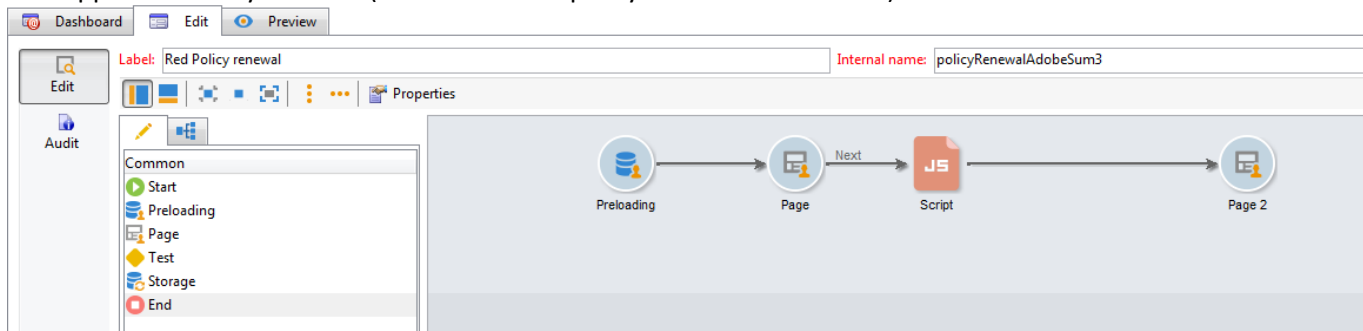 Dashboard Edit Preview
Label: Red Policy renewal Internal name: policyRenewalAdobeSum3
Edit
Properties
Audit
Common
Start
Preloading
Page
Test
Storage
End
Next
JS
Preloading Page Script Page 2